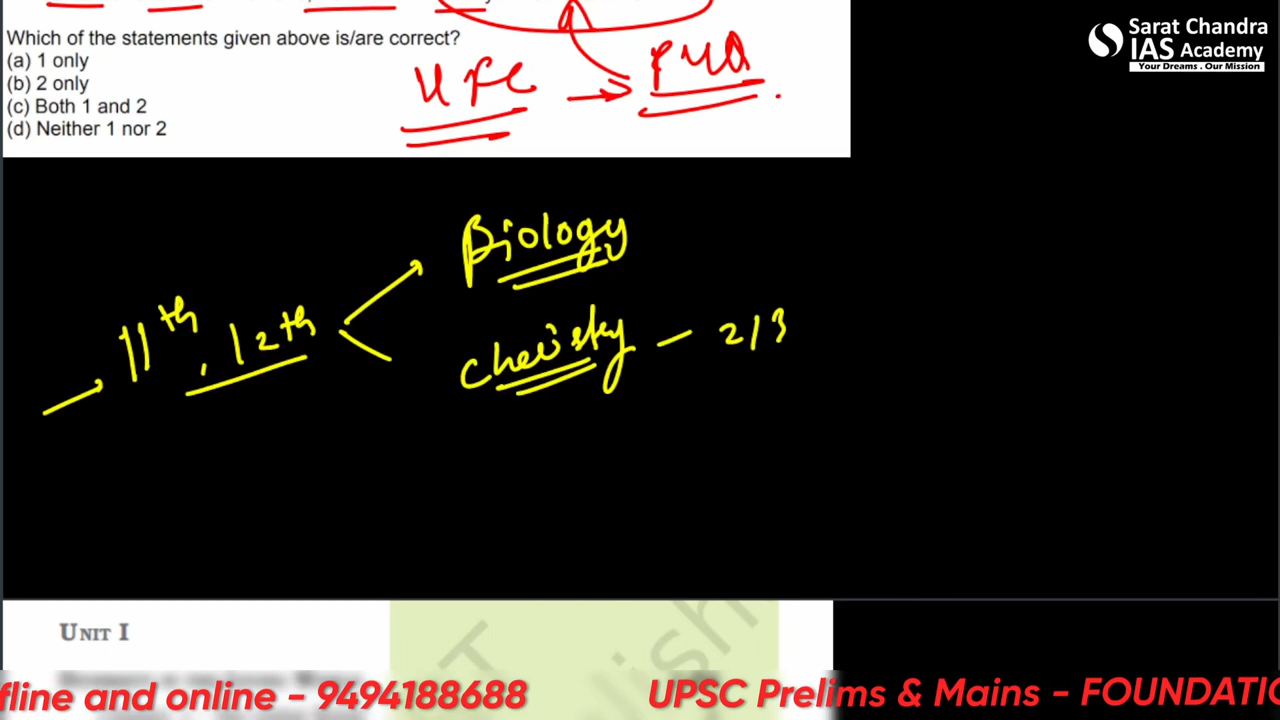 Sarat Chandra
IAS Academy
Your Dreams . Our Mission
Which of the statements given above is/are correct?
(a) 1 only
(b) 2 only
(c) Both 1 and 2
(d) Neither 1 nor 2
Biology
11th, 12th
Chemistry - 2/3
UNIT I
ffline and online - 9494188688
UPSC Prelims & Mains - FOUNDATIO